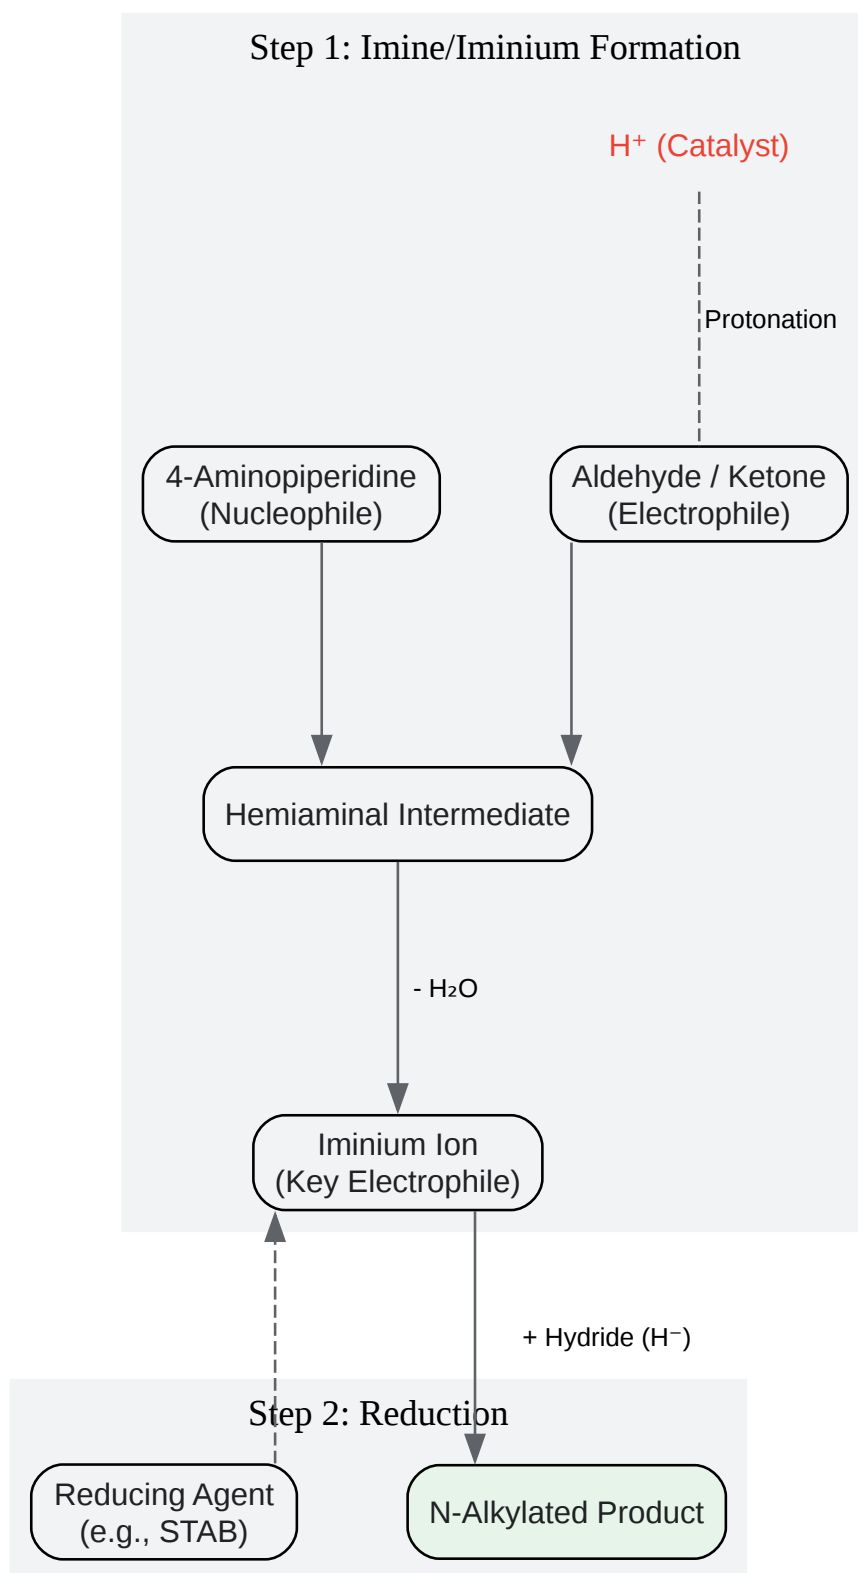 Step 1: Imine/Iminium Formation
H⁺ (Catalyst)
Protonation
4-Aminopiperidine
(Nucleophile)
Aldehyde / Ketone
(Electrophile)
Hemiaminal Intermediate
- H₂O
Iminium Ion
(Key Electrophile)
+ Hydride (H⁻)
Step 2: Reduction
Reducing Agent
(e.g., STAB)
N-Alkylated Product